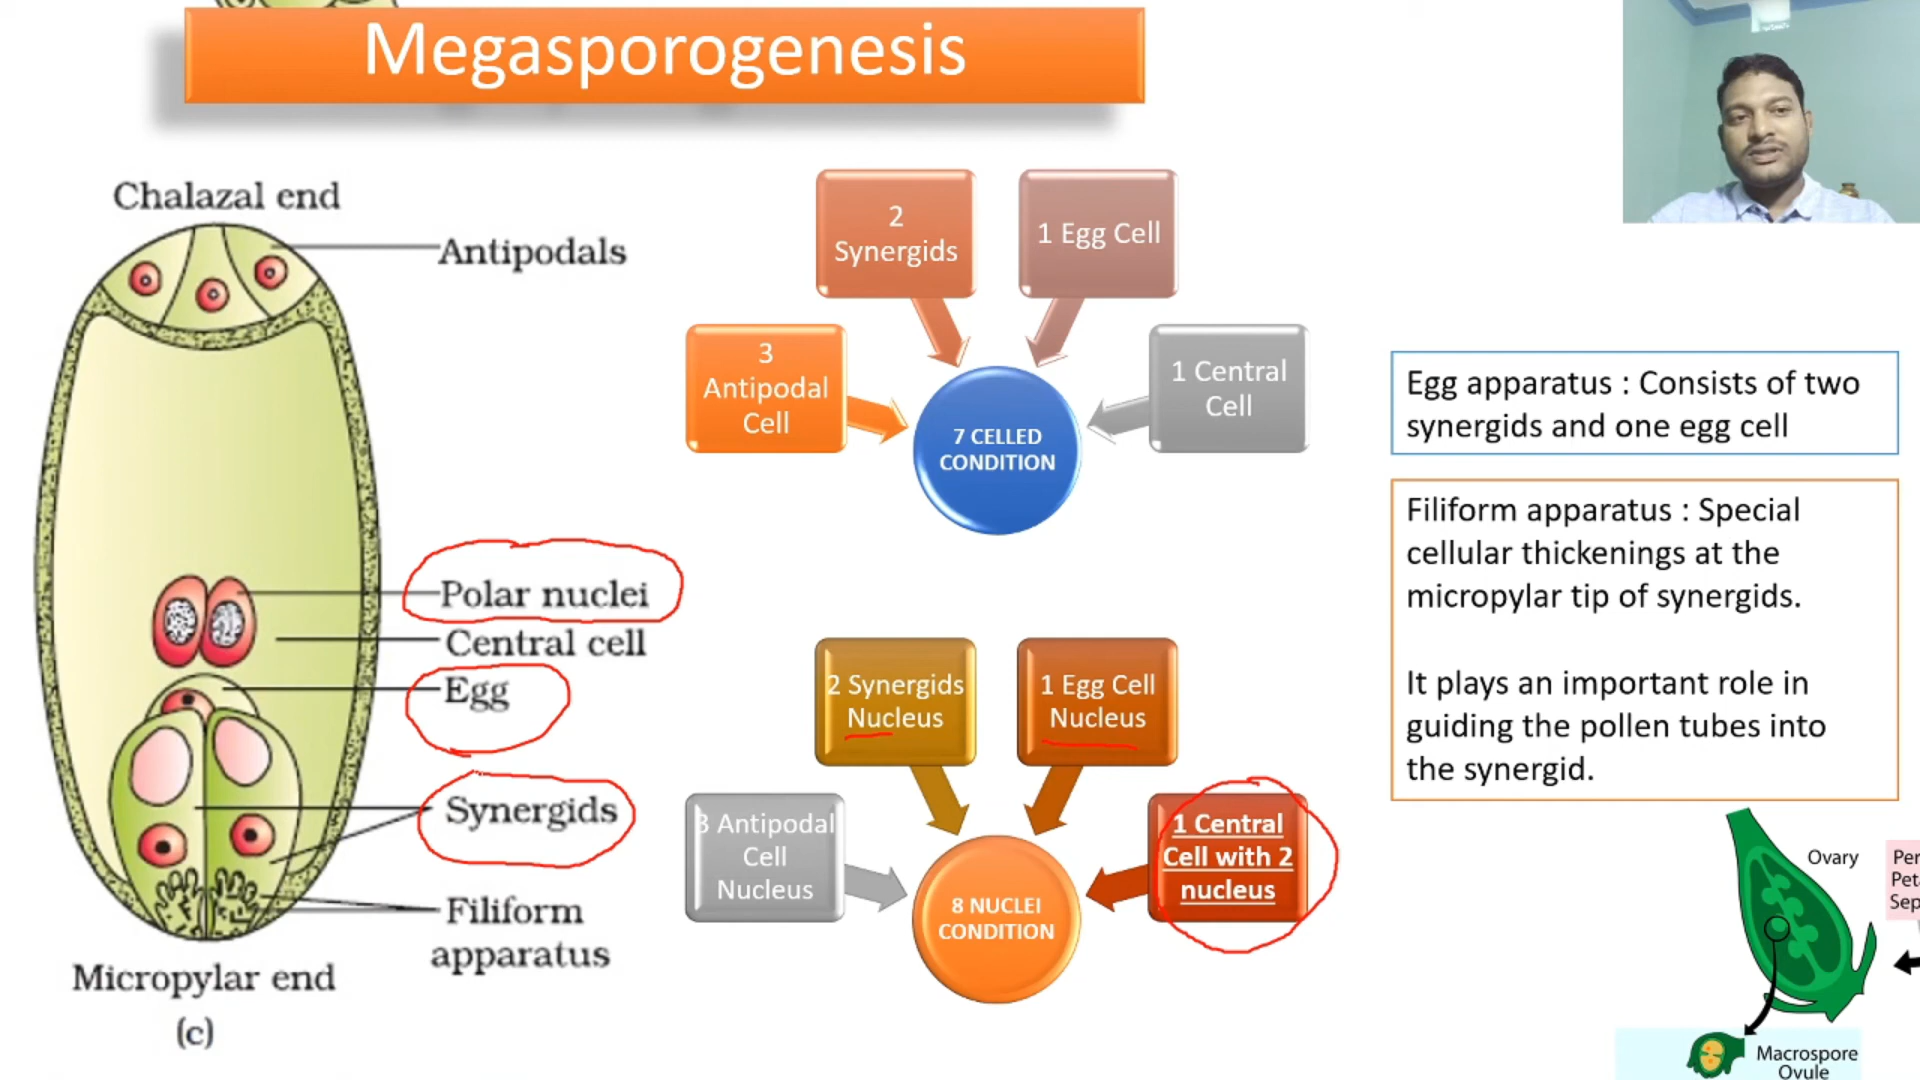 Megasporogenesis
Chalazal end
Antipodals
Polar nuclei
Central cell
Egg
Synergids
Filiform
apparatus
Micropylar end
(c)
2
Synergids
1 Egg Cell
3
Antipodal
Cell
1 Central
Cell
7 CELLED
CONDITION
2 Synergids
Nucleus
1 Egg Cell
Nucleus
3 Antipodal
Cell
Nucleus
1 Central
Cell with 2
nucleus
8 NUCLEI
CONDITION
Egg apparatus : Consists of two
synergids and one egg cell
Filiform apparatus : Special
cellular thickenings at the
micropylar tip of synergids.
It plays an important role in
guiding the pollen tubes into
the synergid.
Ovary
Per
Pet
Sep
Macrospore
Ovule